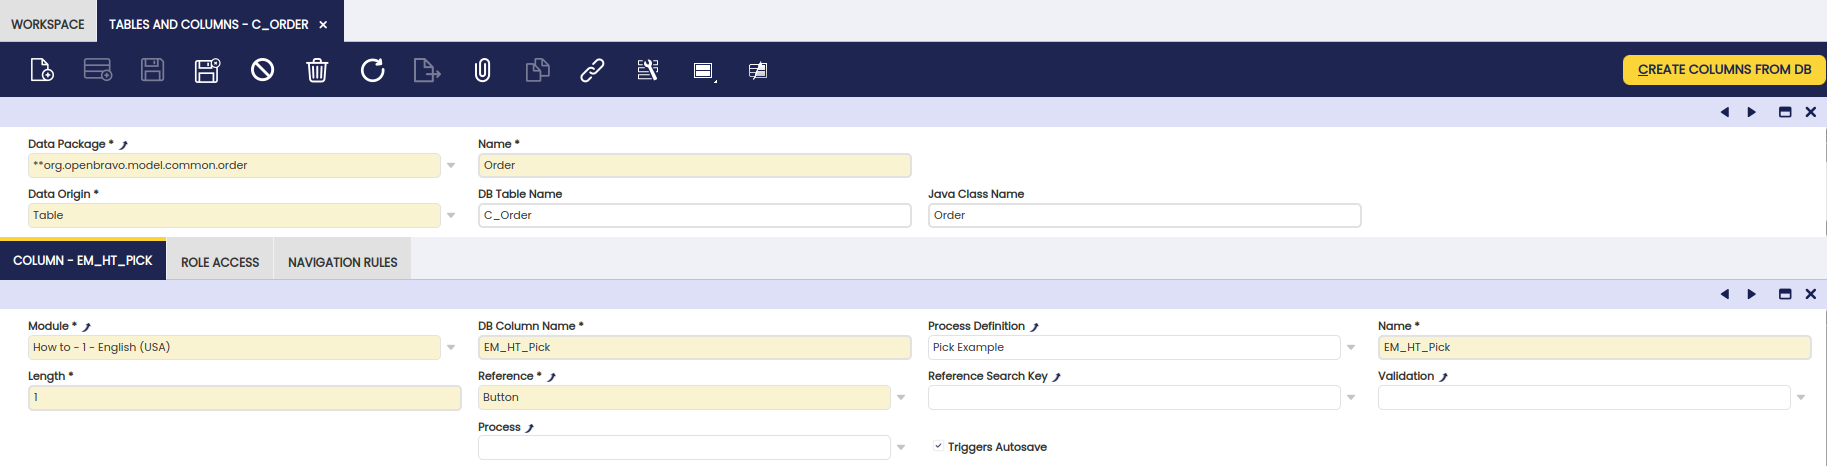 WORKSPACE TABLES AND COLUMNS - C_ORDER ×
CREATE COLUMNS FROM DB
Data Package * Name *
**org.openbravo.model.common.order Order
Data Origin * DB Table Name Java Class Name
Table C_Order Order
COLUMN - EM_HT_PICK ROLE ACCESS NAVIGATION RULES
Module * DB Column Name * Process Definition Name *
How to - 1 - English (USA) EM_HT_Pick Pick Example EM_HT_Pick
Length * Reference * Reference Search Key Validation
1 Button
Process
Triggers Autosave